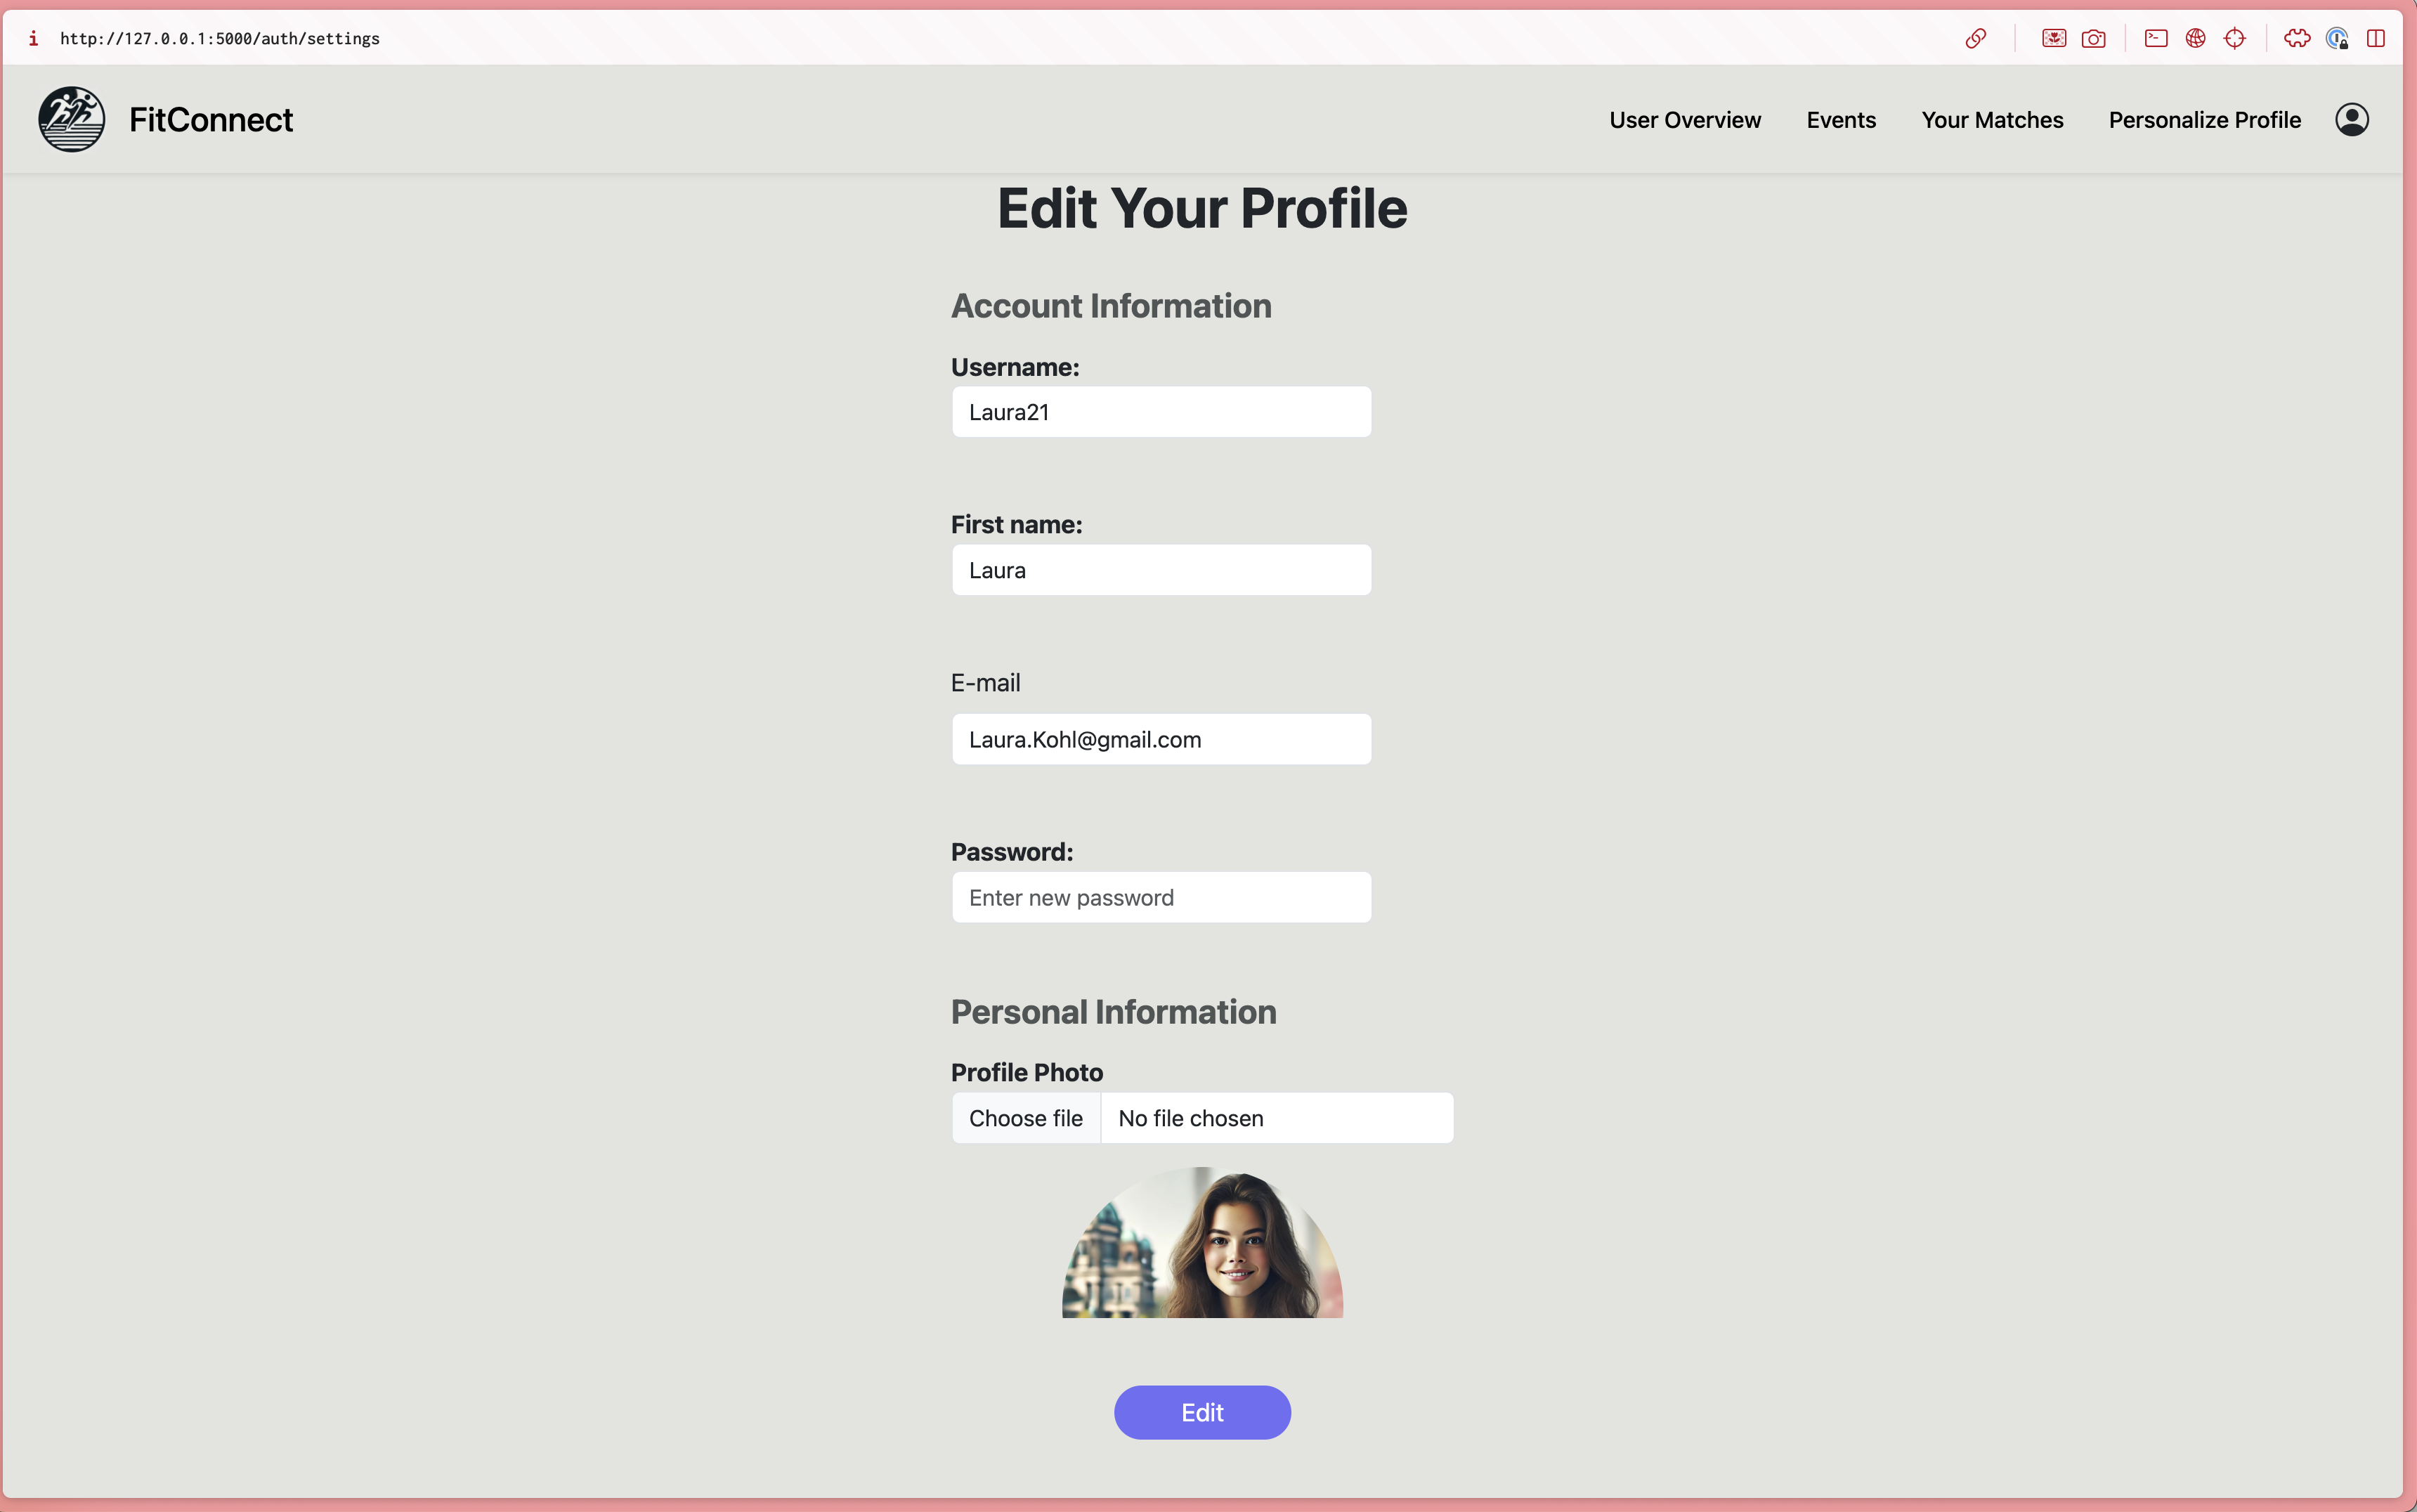 http://127.0.0.1:5000/auth/settings
FitConnect
User Overview Events Your Matches Personalize Profile
Edit Your Profile
Account Information
Username:
Laura21
First name:
Laura
E-mail
Laura.Kohl@gmail.com
Password:
Enter new password
Personal Information
Profile Photo
Choose file No file chosen
Edit